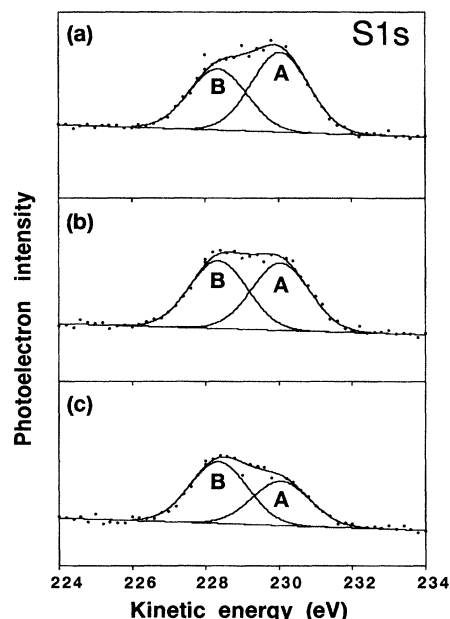 (a) S1s
B A
(b)
B A
(c)
B A
Photoelectron intensity
224 226 228 230 232 234
Kinetic energy (eV)